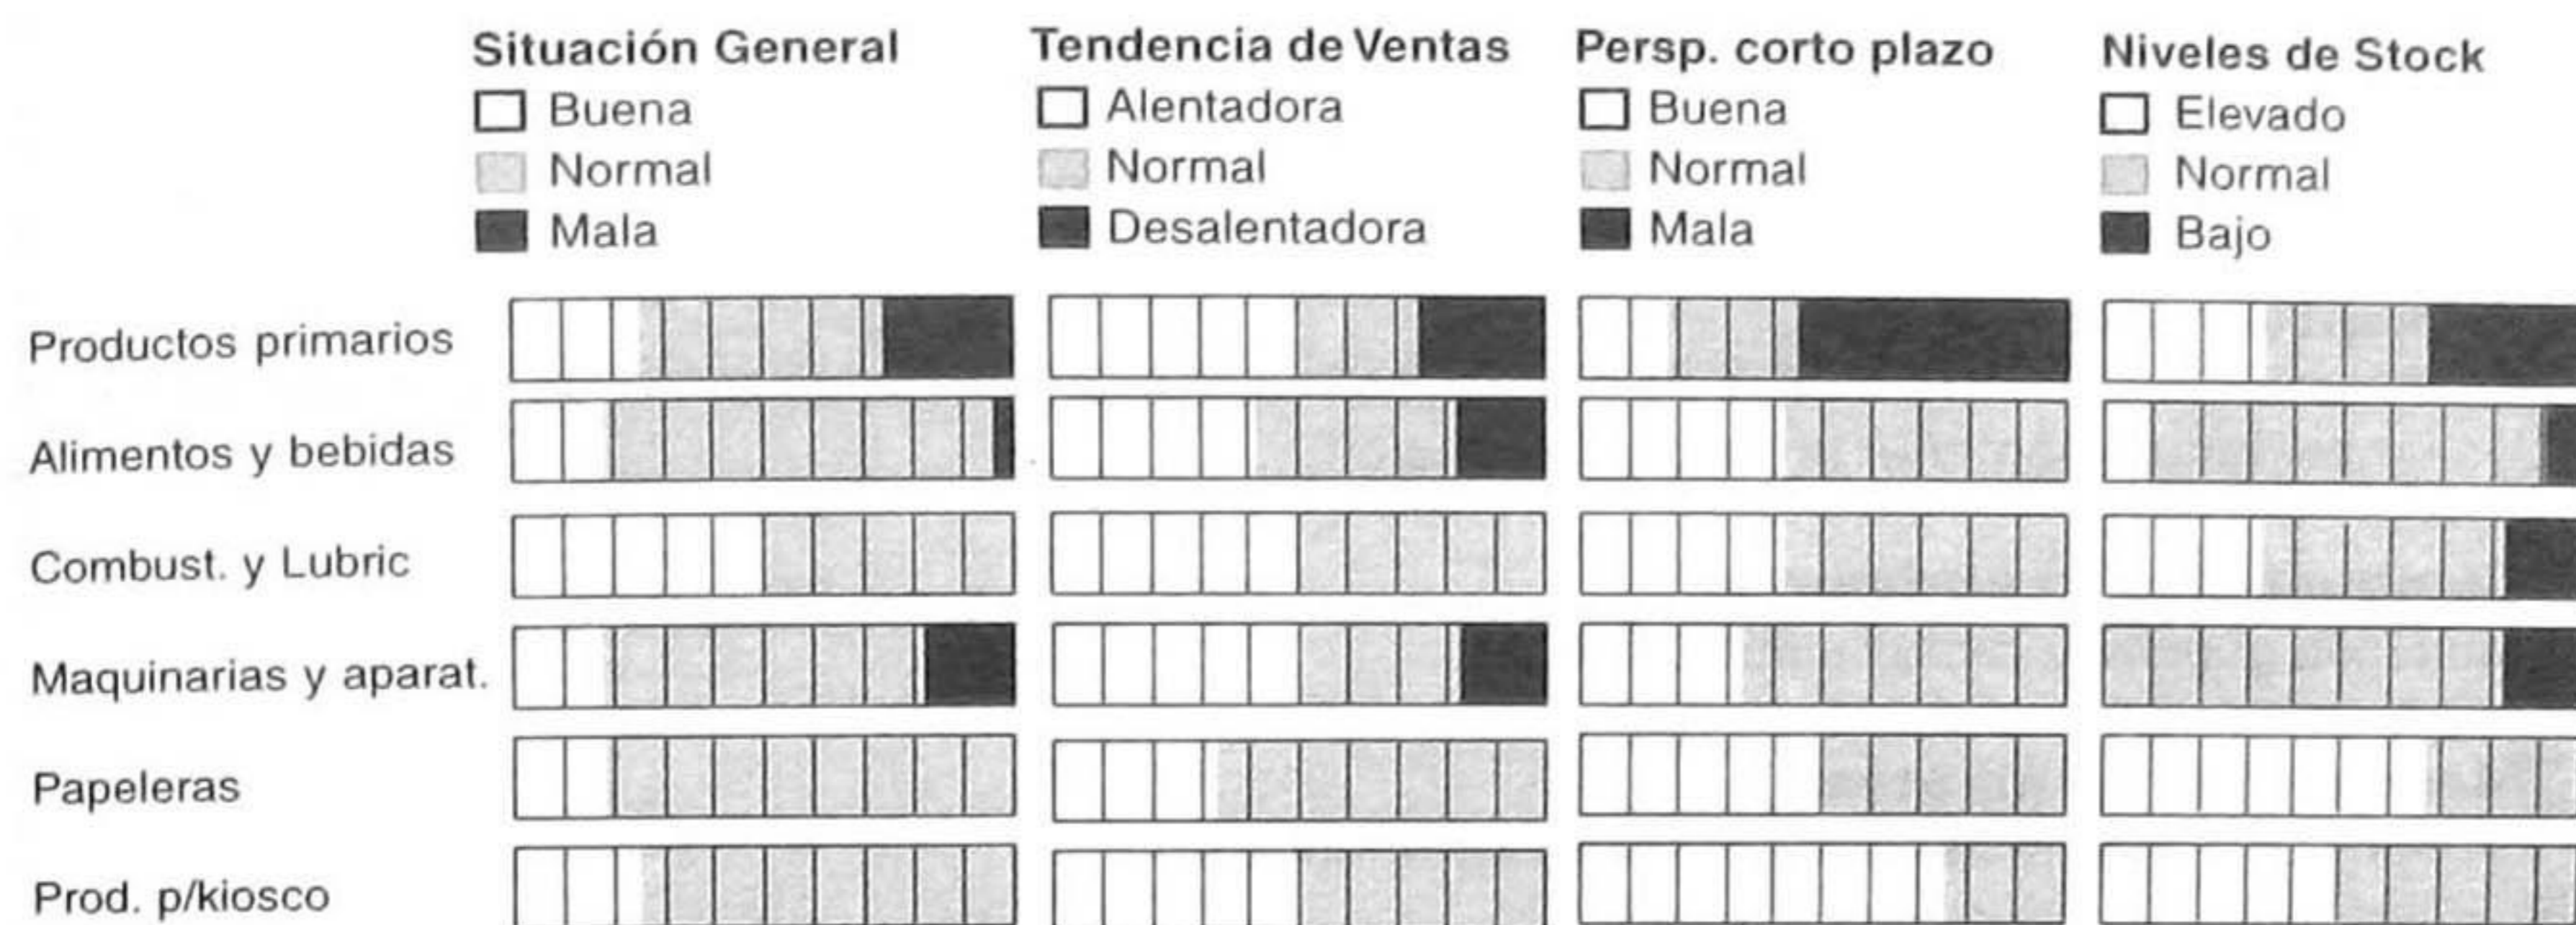 Situación General
Buena
Normal
Mala
Tendencia de Ventas
Alentadora
Normal
Desalentadora
Persp. corto plazo
Buena
Normal
Mala
Niveles de Stock
Elevado
Normal
Bajo
Productos primarios
Alimentos y bebidas
Combust. y Lubric
Maquinarias y aparat.
Papeleras
Prod. p/kiosco